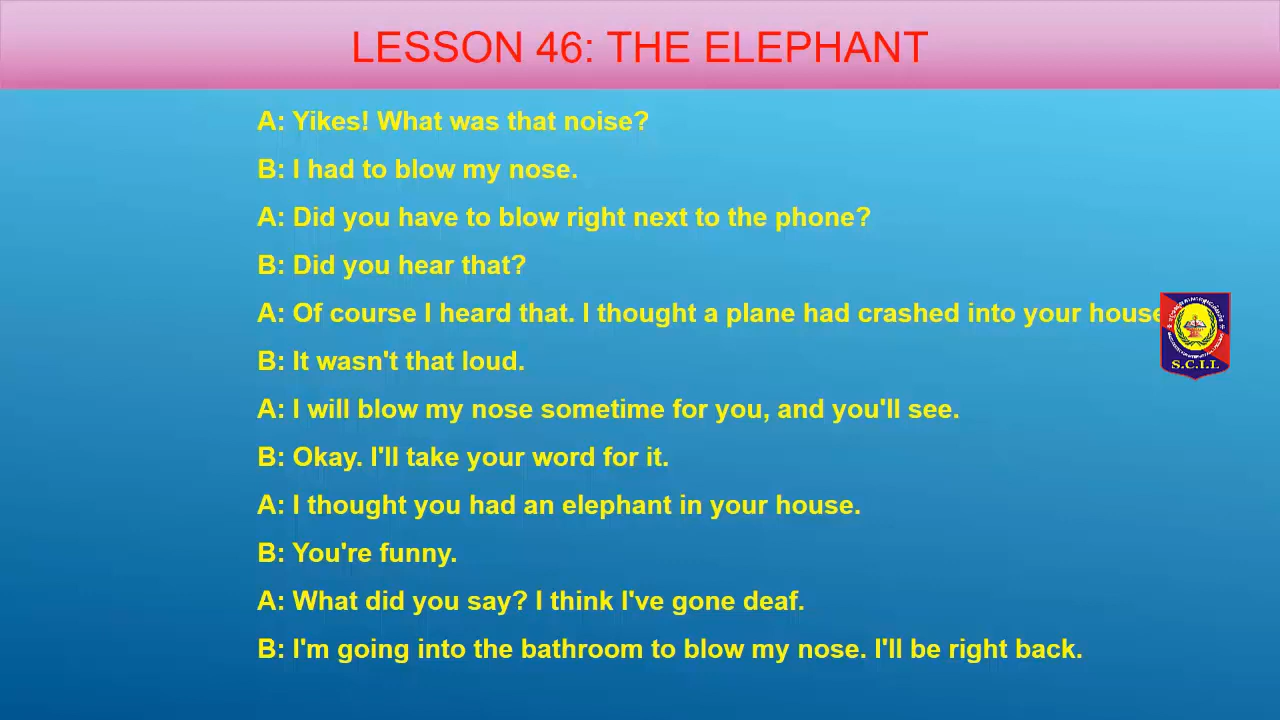 LESSON 46: THE ELEPHANT
A: Yikes! What was that noise?
B: I had to blow my nose.
A: Did you have to blow right next to the phone?
B: Did you hear that?
A: Of course I heard that. I thought a plane had crashed into your house
B: It wasn't that loud.
A: I will blow my nose sometime for you, and you'll see.
B: Okay. I'll take your word for it.
A: I thought you had an elephant in your house.
B: You're funny.
A: What did you say? I think I've gone deaf.
B: I'm going into the bathroom to blow my nose. I'll be right back.
S.C.I.L